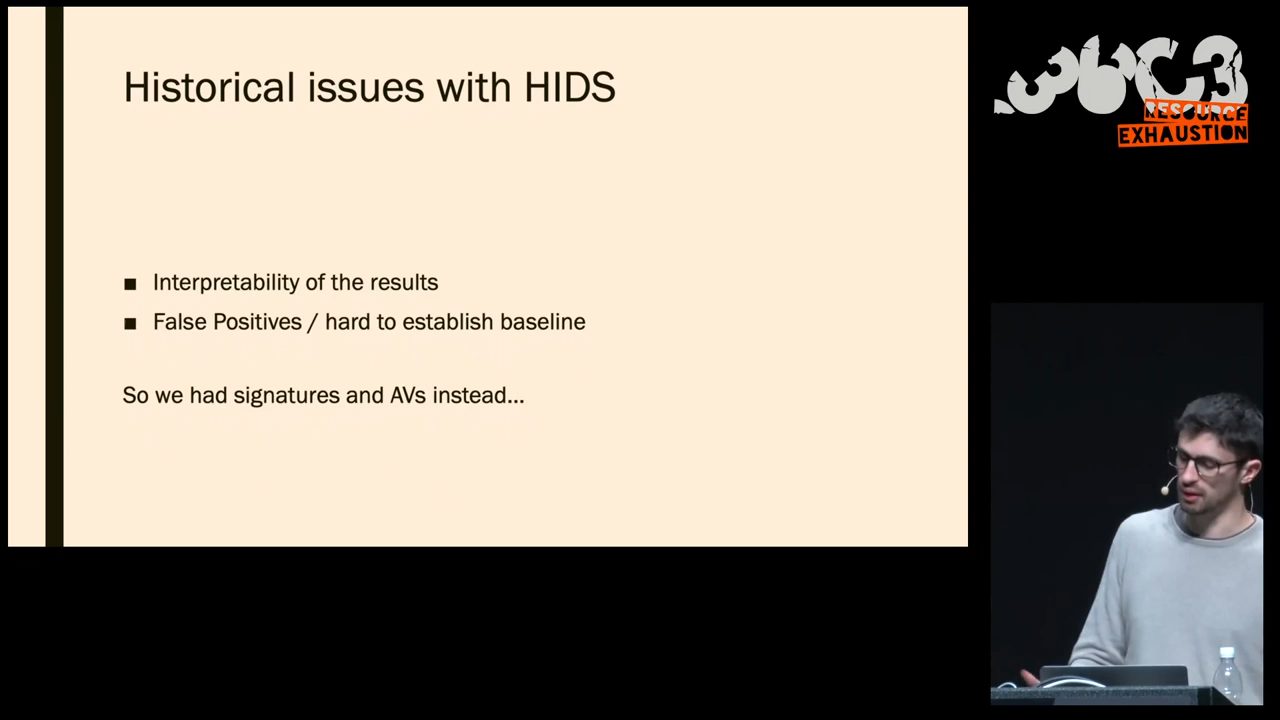 Historical issues with HIDS
■ Interpretability of the results
■ False Positives / hard to establish baseline
So we had signatures and AVs instead...
36C3
RESOURCE
EXHAUSTION